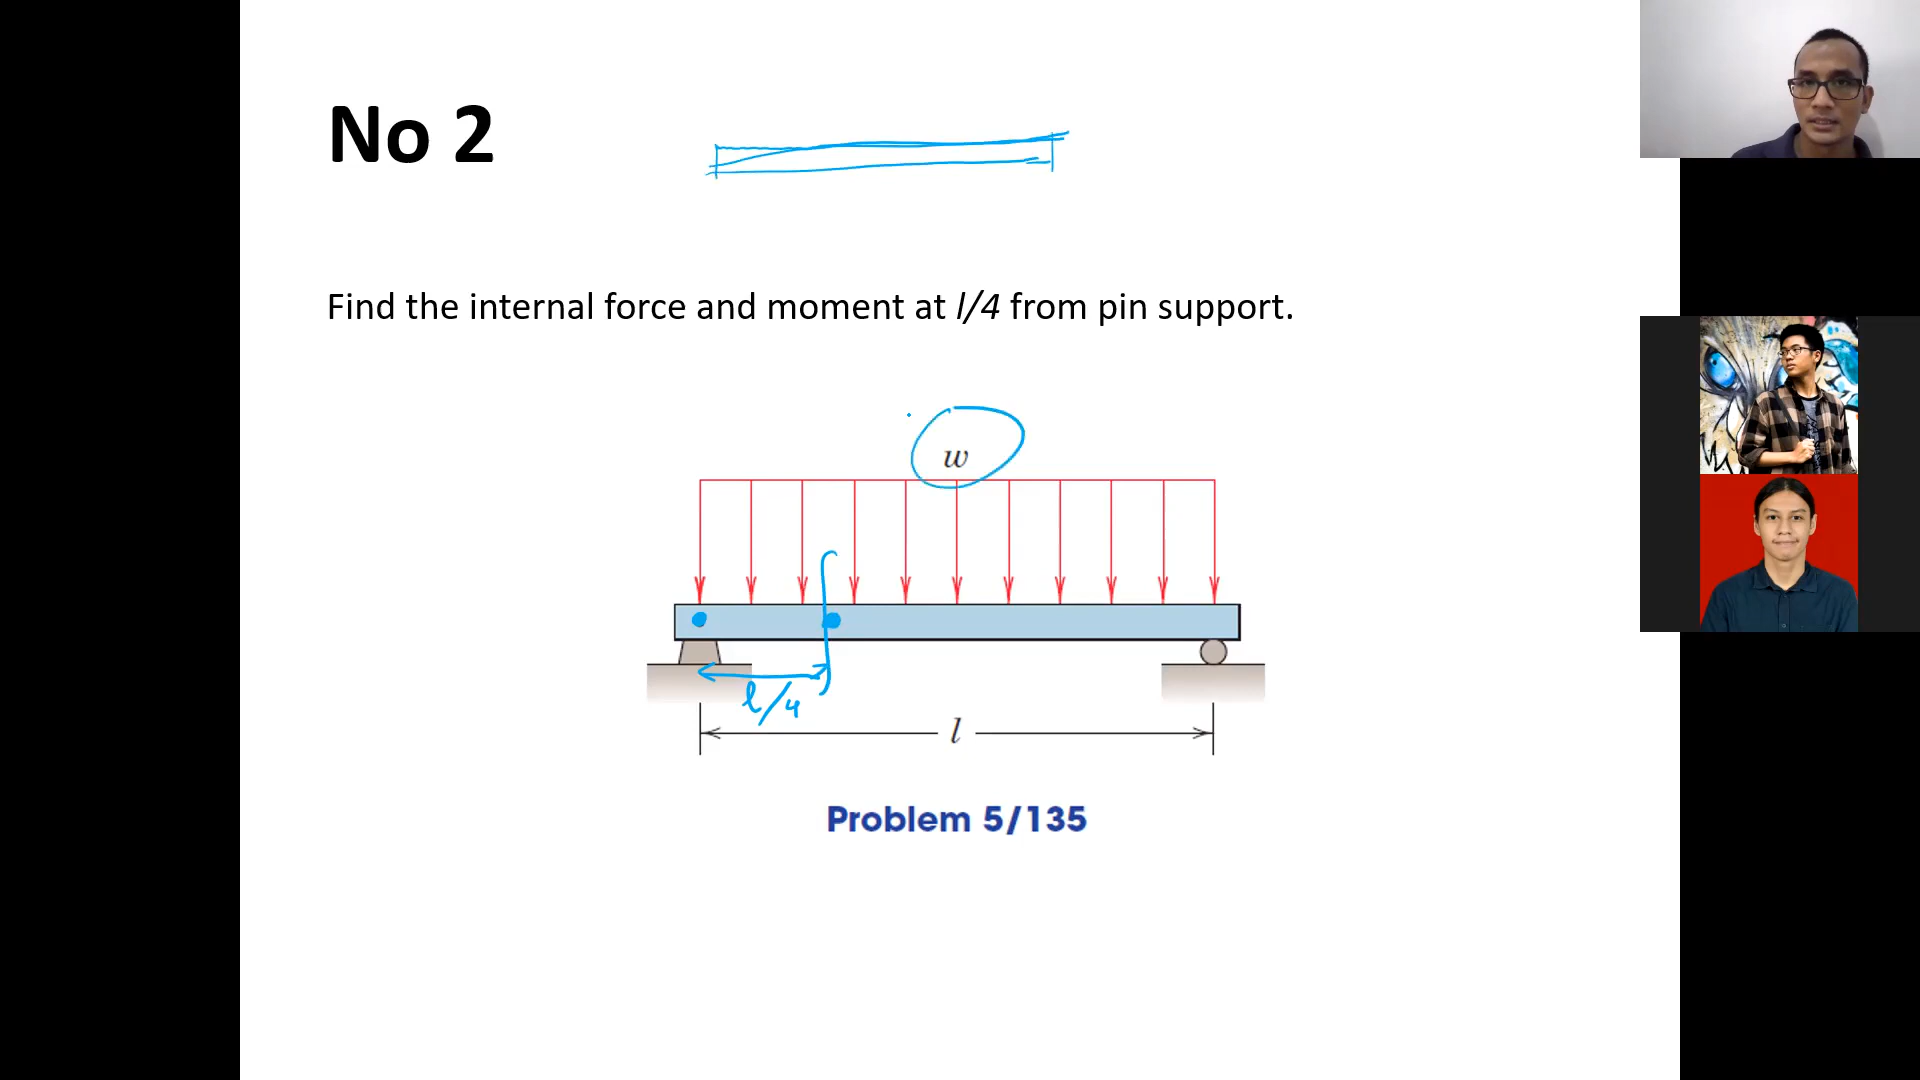 No 2
Find the internal force and moment at l/4 from pin support.
w
l/4
l
Problem 5/135